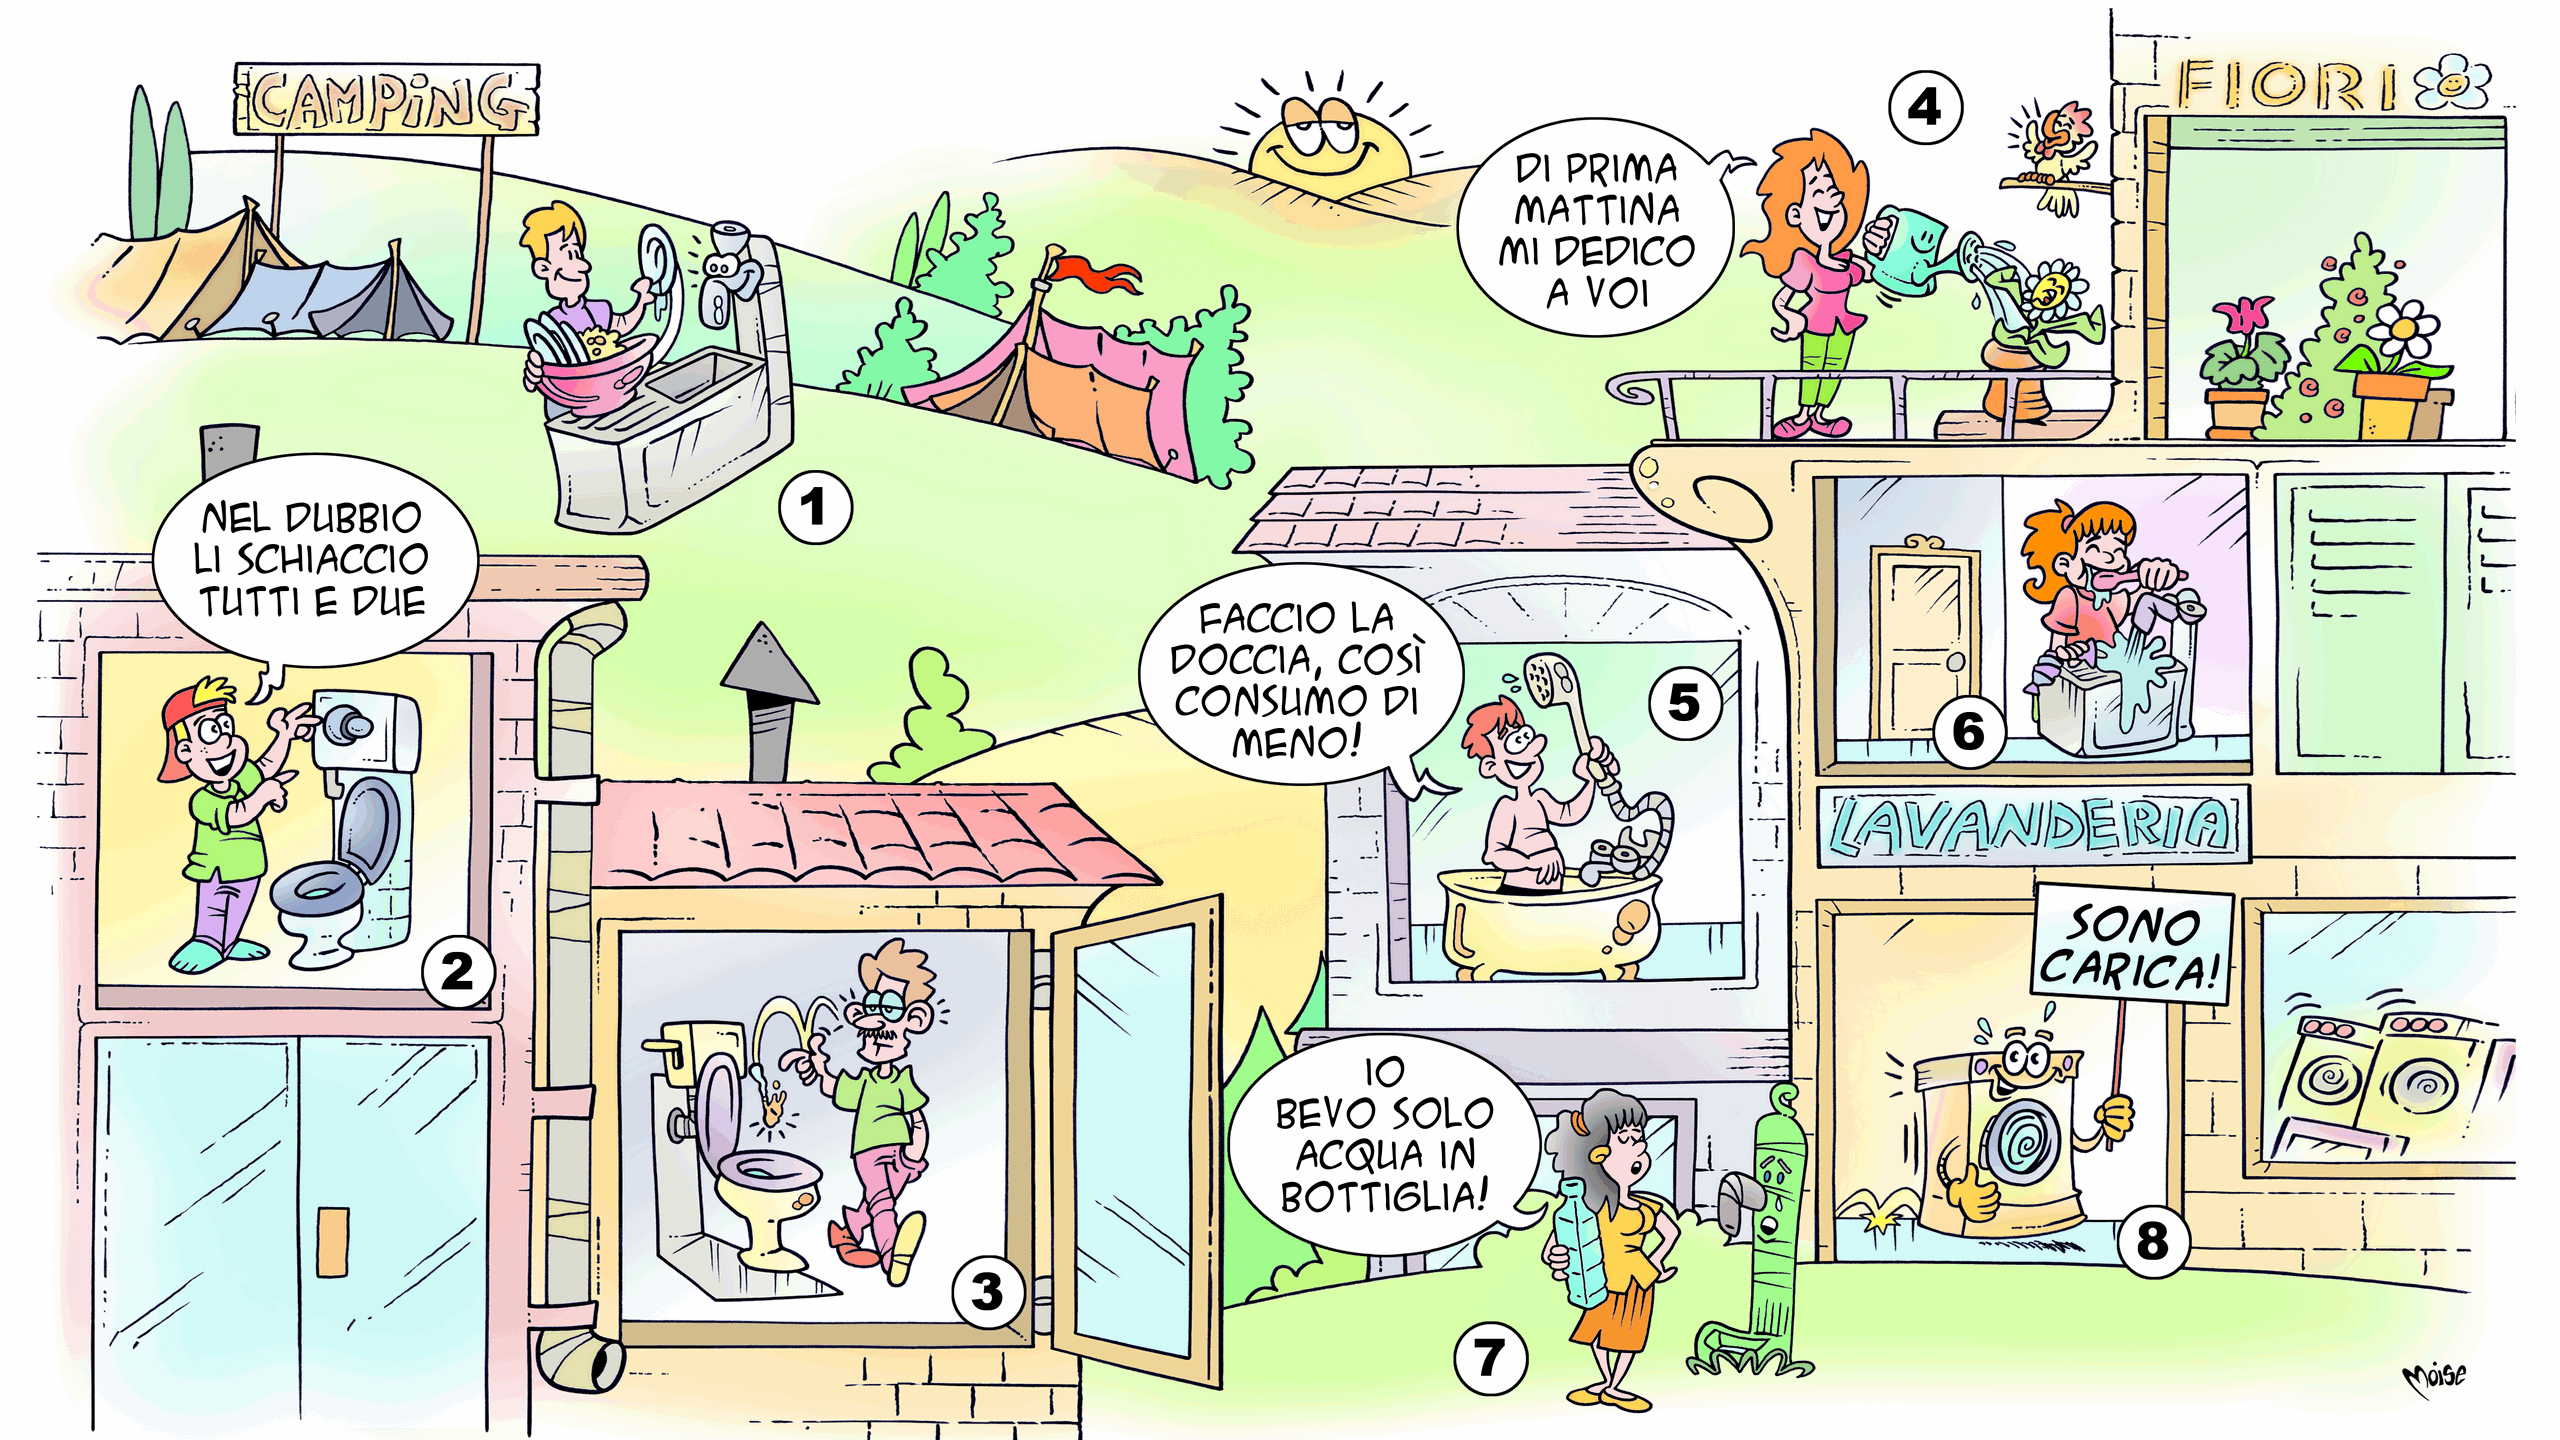 CAMPiNG
4
FIORI
DI PRIMA
MATTINA
MI DEDICO
A VOI
1
NEL DUBBIO
LI SCHIACCIO
TUTTI E DUE
2
3
FACCIO LA
DOCCIA, COSÌ
CONSUMO DI
MENO!
5
6
LAVANDERIA
SONO
CARICA!
8
IO
BEVO SOLO
ACQUA IN
BOTTIGLIA!
7
Moise